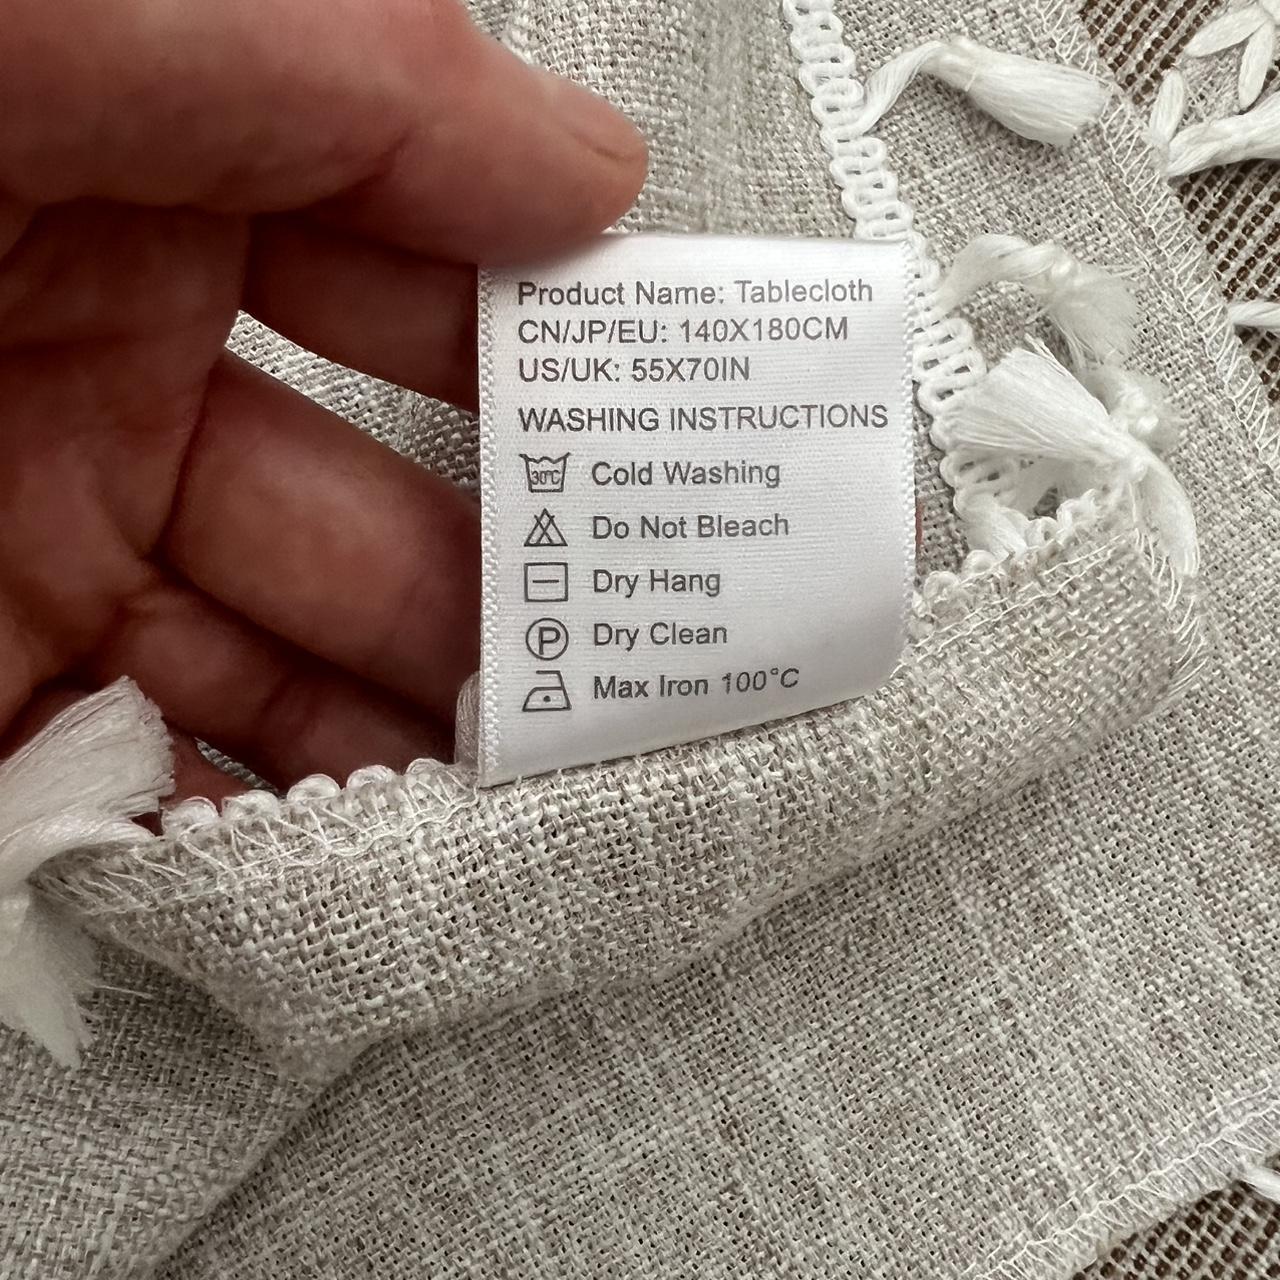 Product Name: Tablecloth
CN/JP/EU: 140X180CM
US/UK: 55X70IN
WASHING INSTRUCTIONS
30℃ Cold Washing
Do Not Bleach
Dry Hang
P Dry Clean
Max Iron 100°C